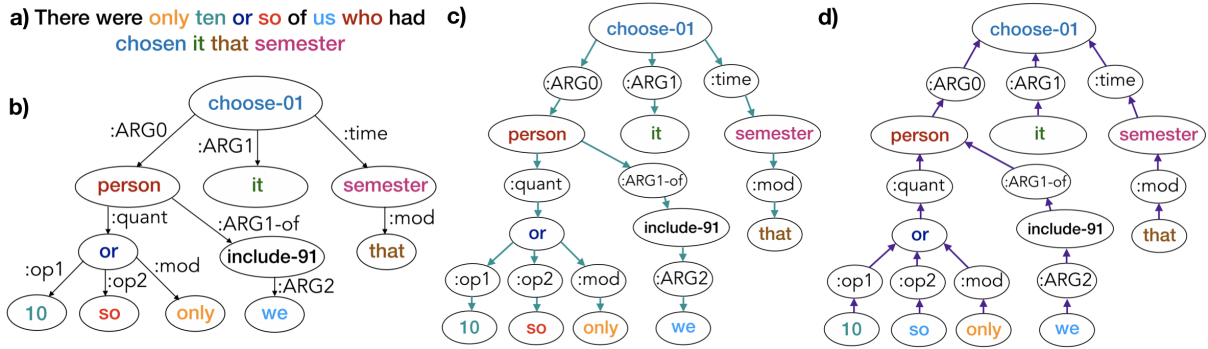 a) There were only ten or so of us who had
chosen it that semester
b)
choose-01
:ARG0
:ARG1
:time
person
it
semester
:quant
:ARG1-of
:mod
or
include-91
that
:op1
:op2
:mod
:ARG2
10
so
only
we
c)
choose-01
:ARG0
:ARG1
:time
person
it
semester
:quant
:ARG1-of
:mod
or
include-91
that
:op1
:op2
:mod
:ARG2
10
so
only
we
d)
choose-01
:ARG0
:ARG1
:time
person
it
semester
:quant
:ARG1-of
:mod
or
include-91
that
:op1
:op2
:mod
:ARG2
10
so
only
we